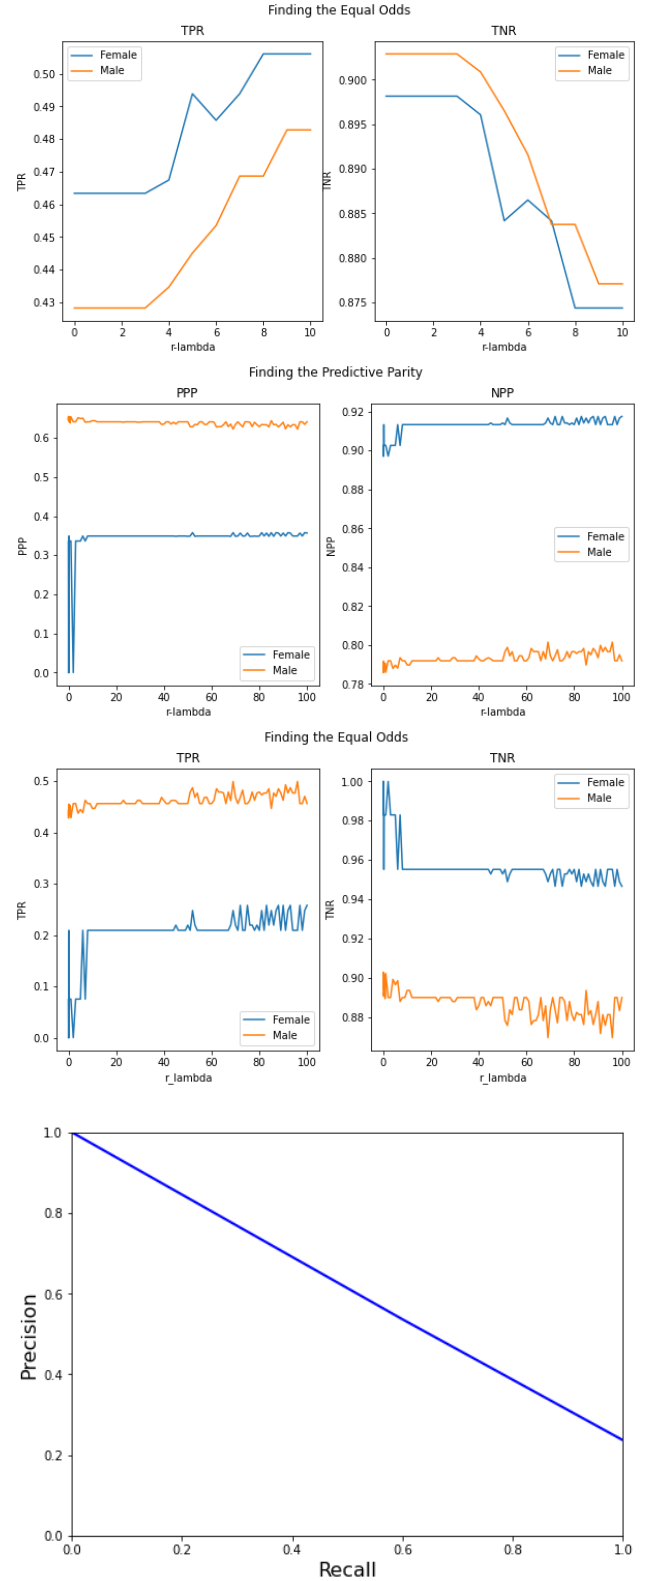 Finding the Equal Odds
TPR
TNR
Female
Male
Female
Male
0.50
0.49
0.48
0.47
0.46
0.45
0.44
0.43
TPR
0.900
0.895
0.890
0.885
0.880
0.875
TNR
0 2 4 6 8 10
0 2 4 6 8 10
r-lambda
r-lambda
Finding the Predictive Parity
PPP
NPP
0.6
0.5
0.4
0.3
0.2
0.1
0.0
PPP
Female
Male
0.92
0.90
0.88
0.86
0.84
0.82
0.80
0.78
NPP
Female
Male
0 20 40 60 80 100
0 20 40 60 80 100
r-lambda
r-lambda
Finding the Equal Odds
TPR
TNR
0.5
0.4
0.3
0.2
0.1
0.0
TPR
Female
Male
1.00
0.98
0.96
0.94
0.92
0.90
0.88
TNR
Female
Male
0 20 40 60 80 100
0 20 40 60 80 100
r_lambda
r_lambda
1.0
0.8
0.6
0.4
0.2
0.0
Precision
0.0 0.2 0.4 0.6 0.8 1.0
Recall